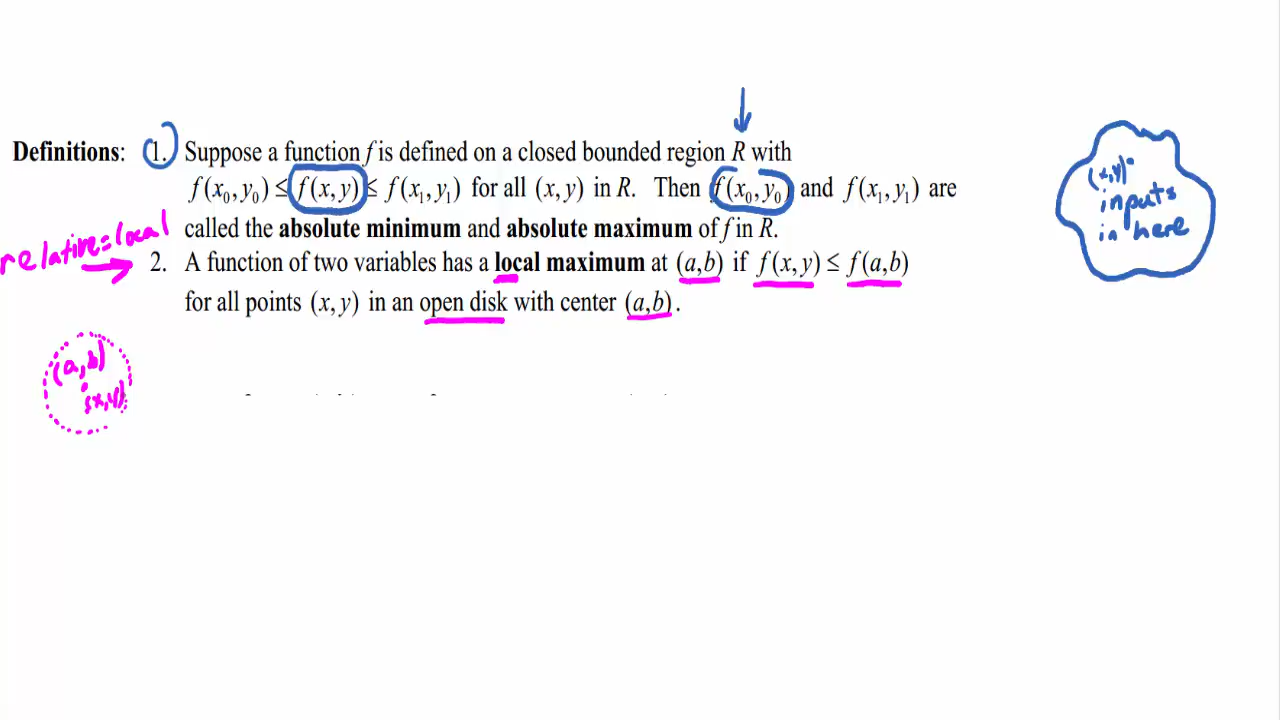 Definitions: 1. Suppose a function f is defined on a closed bounded region R with
f(x₀, y₀) ≤ f(x, y) ≤ f(x₁, y₁) for all (x, y) in R. Then f(x₀, y₀) and f(x₁, y₁) are
called the absolute minimum and absolute maximum of f in R.
relative = local
2. A function of two variables has a local maximum at (a,b) if f(x,y) ≤ f(a,b)
for all points (x, y) in an open disk with center (a,b).
(x,y)
inputs
in here
(a,b)
(x,y)